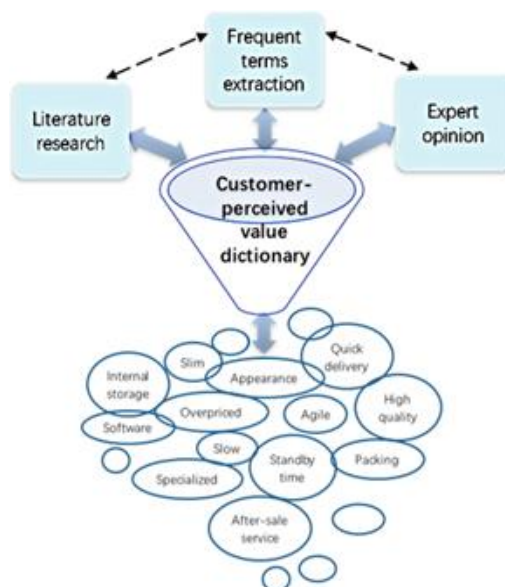 Frequent
terms
extraction
Literature
research
Expert
opinion
Customer-
perceived
value
dictionary
Quick
delivery
Slim
Internal
storage
Appearance
High
quality
Overpriced
Agile
Software
Slow
Standby
time
Packing
Specialized
After-sale
service